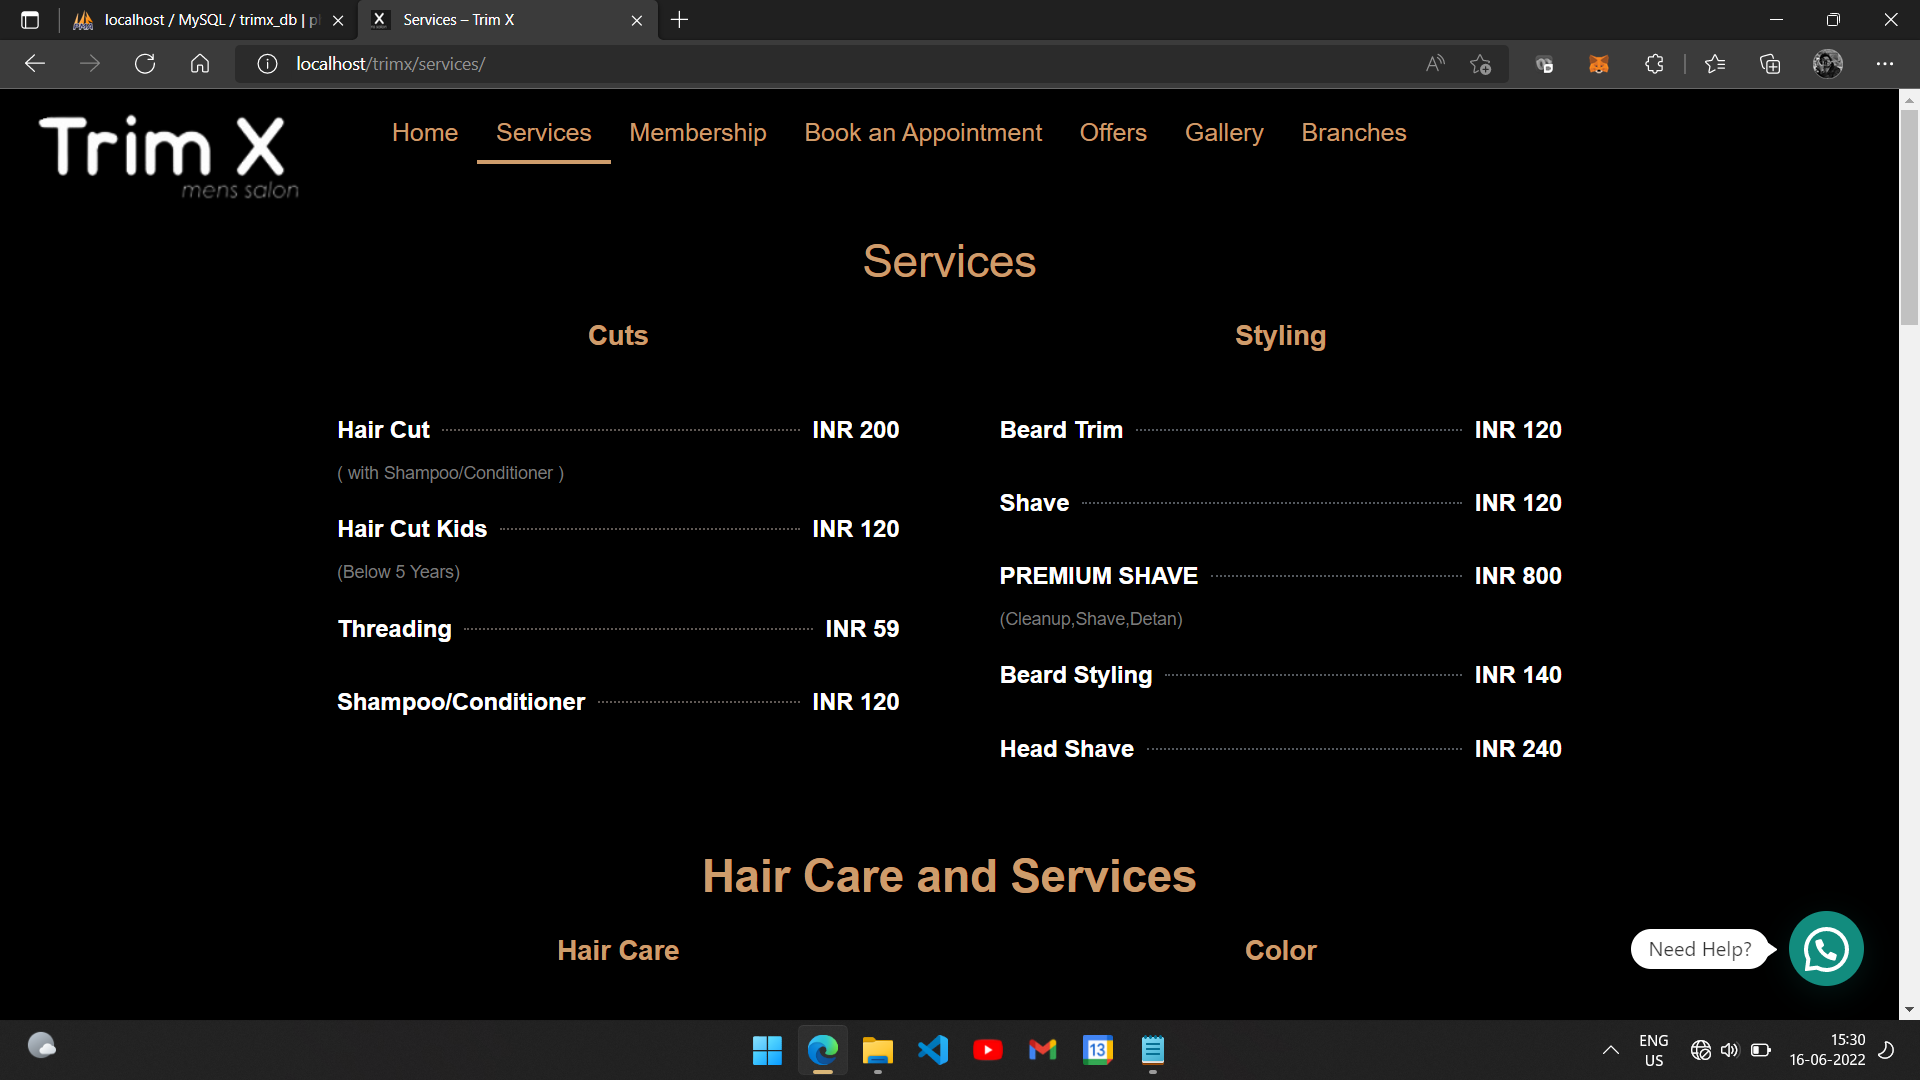 localhost / MySQL / trimx_db | p
Services – Trim X
localhost/trimx/services/
Trim X
mens salon
Home Services Membership Book an Appointment Offers Gallery Branches
Services
Cuts
Hair Cut INR 200
( with Shampoo/Conditioner )
Hair Cut Kids INR 120
(Below 5 Years)
Threading INR 59
Shampoo/Conditioner INR 120
Styling
Beard Trim INR 120
Shave INR 120
PREMIUM SHAVE INR 800
(Cleanup,Shave,Detan)
Beard Styling INR 140
Head Shave INR 240
Hair Care and Services
Hair Care
Color
Need Help?
13
ENG
US
15:30
16-06-2022